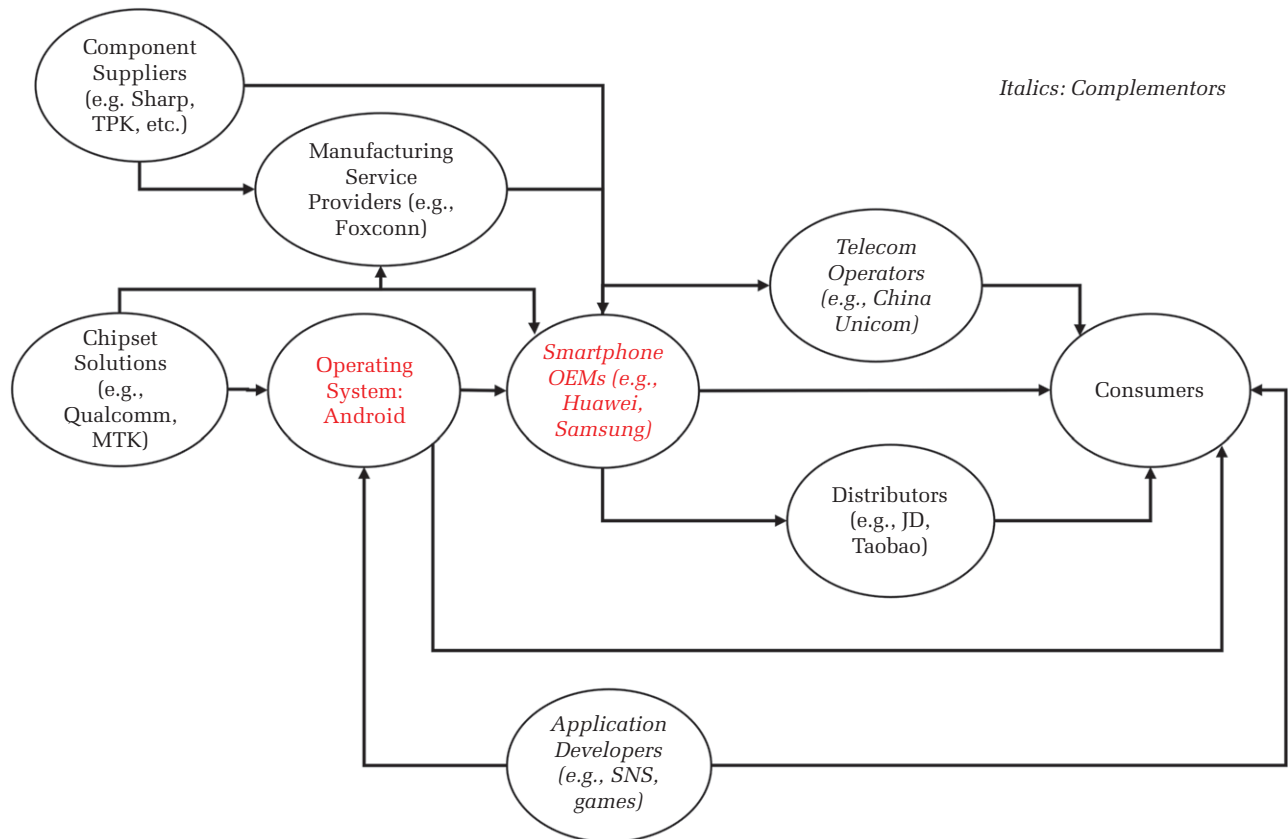 Component
Suppliers
(e.g. Sharp,
TPK, etc.)
Italics: Complementors
Manufacturing
Service
Providers (e.g.,
Foxconn)
Telecom
Operators
(e.g., China
Unicom)
Chipset
Solutions
(e.g.,
Qualcomm,
MTK)
Operating
System:
Android
Smartphone
OEMs (e.g.,
Huawei,
Samsung)
Consumers
Distributors
(e.g., JD,
Taobao)
Application
Developers
(e.g., SNS,
games)